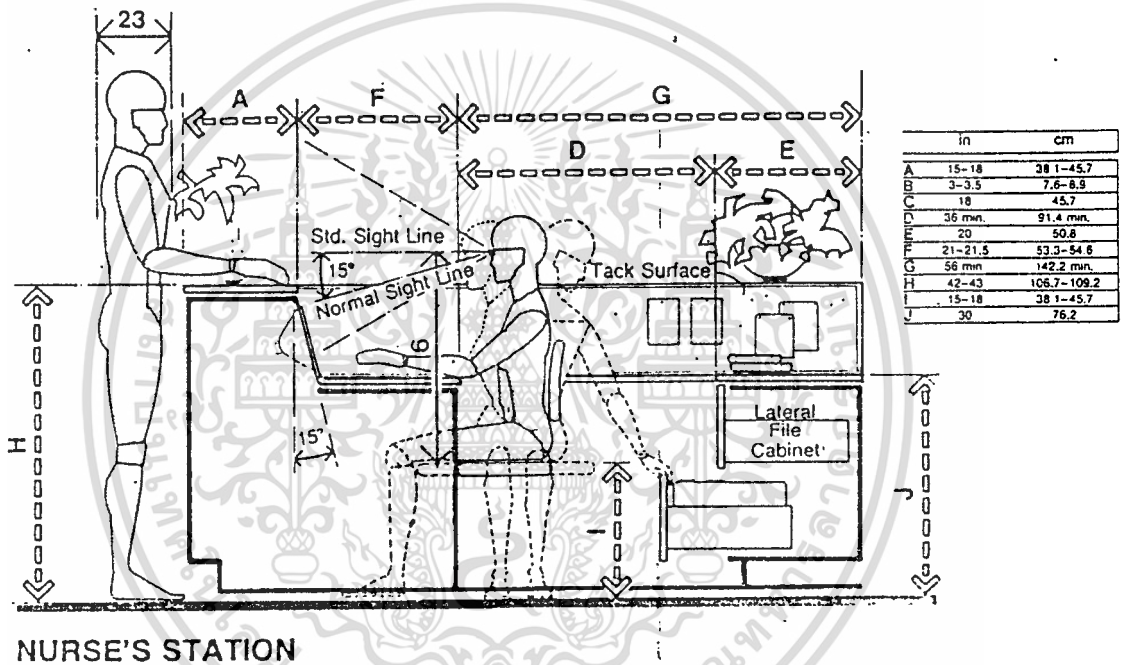 23
A
F
G
D
E
Std. Sight Line
15°
Normal Sight Line
Tack Surface
9
15°
H
I
J
Lateral
File
Cabinet
in cm
A 15-18 38.1-45.7
B 3-3.5 7.6-8.9
C 18 45.7
D 36 min. 91.4 min.
E 20 50.8
F 21-21.5 53.3-54.6
G 56 min 142.2 min.
H 42-43 106.7-109.2
I 15-18 38.1-45.7
J 30 76.2
NURSE'S STATION